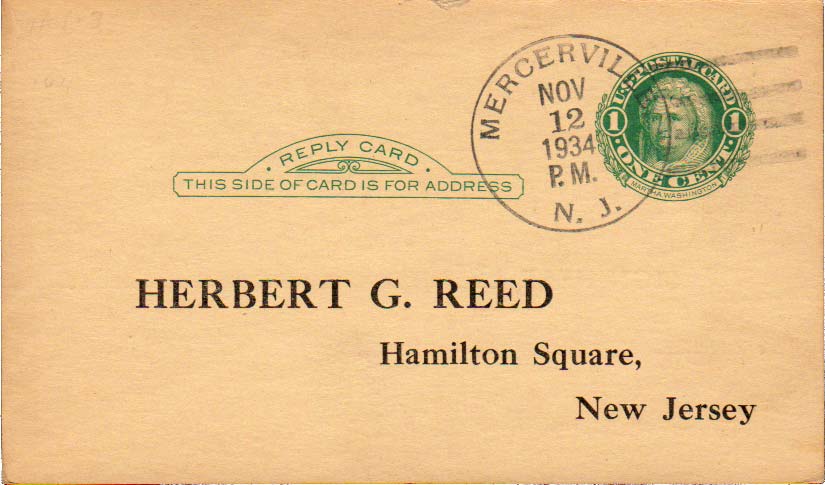 MERCERVIL
NOV
12
1934
P. M.
N. J.
U.S. POSTAL CARD
1 1
ONE CENT
MARTHA WASHINGTON
· REPLY CARD ·
THIS SIDE OF CARD IS FOR ADDRESS
HERBERT G. REED
Hamilton Square,
New Jersey